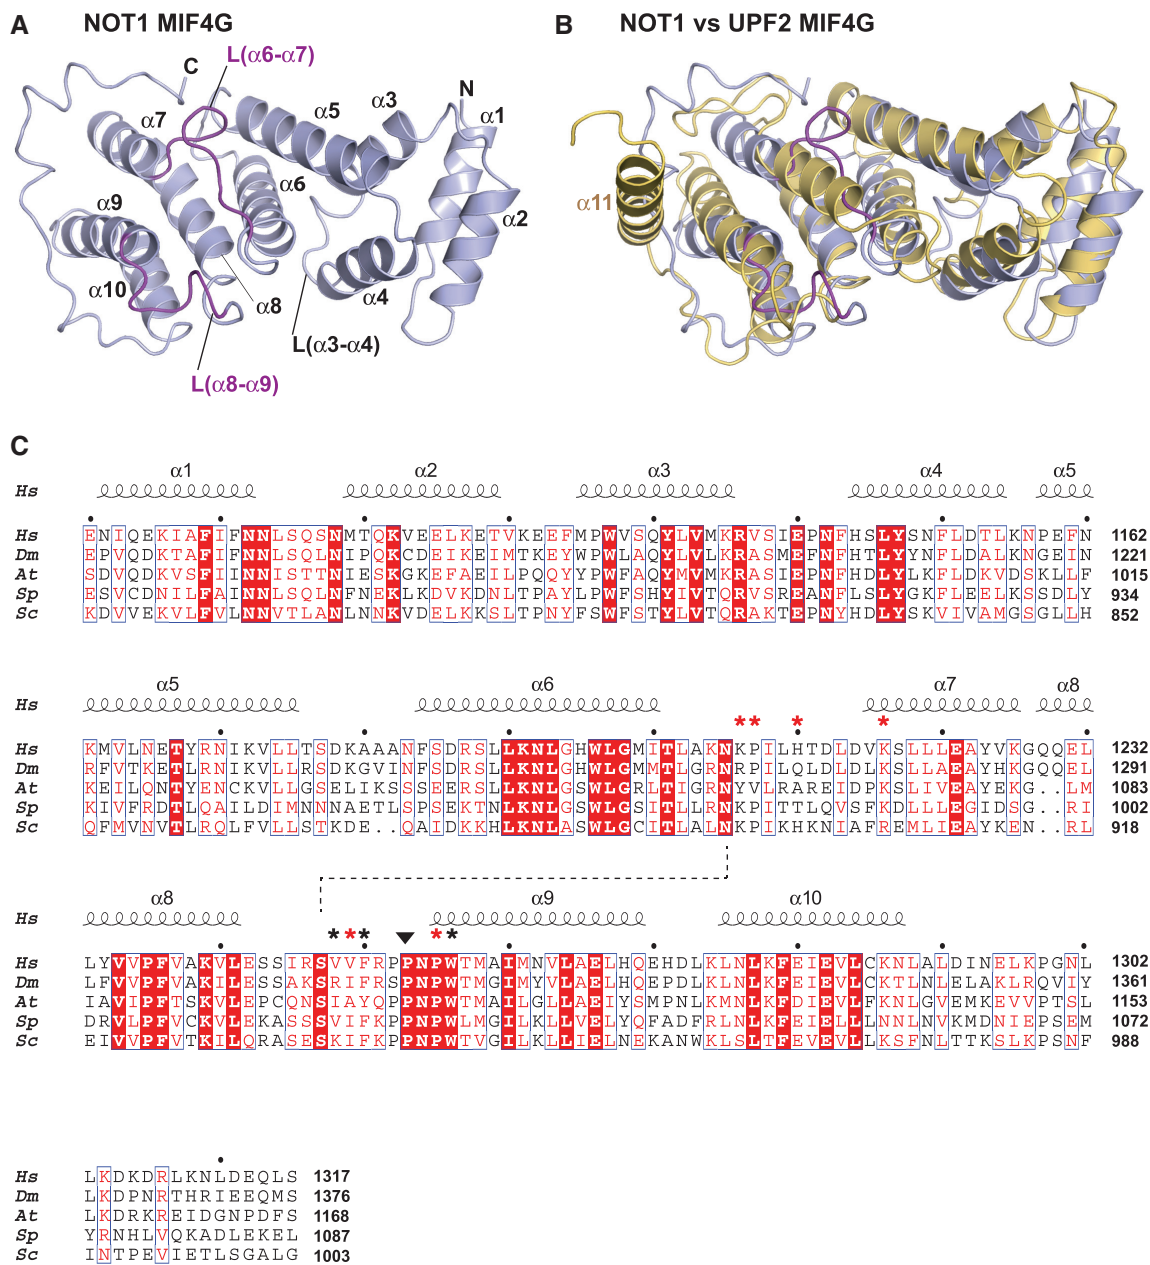 A NOT1 MIF4G
B NOT1 vs UPF2 MIF4G
L(α6-α7)
C
N
α7
α5
α3
α1
α6
α9
α2
α10
α8
α4
L(α3-α4)
L(α8-α9)
α11
C
α1 α2 α3 α4 α5
Hs
Hs ENIQEKIAFIFNNLSQSNMTQKVEELKETVKEEFMPWVSQYLVMKRVSIEPNFHSLYSNFLDTLKNPEFN 1162
Dm EPVQDKTAFIFNNLSQLNIPQKCDEIKEIMTKEYWPWLAQYLVMKRASIEFNFHTLYYNFLDALKNGEIN 1221
At SDVQDKVSFIINNISTTNIESKGKEFAEILPQQYYPWFAQYMVMKRASIEPNFHDLYLKFLDKVDSKLLF 1015
Sp ESVCDNILFAINNLSQLNFNEKLKDVKDNLTPAYLPWFSHYIVTQRVSREANFLSLYGKFLEELKSSDLY 934
Sc KDVVEKVLFVLNNVTLANLNNKVDELKKSLTPNYFSWFSTYLVTQRAKTEPNYHDLYSKVIVAMGSGLLH 852
α5 α6 α7 α8
Hs
** * *
Hs KMVLNETYRNIKVLLTSDKAAANFSDRSLLKNLGHWLGMITLAKNKPILHTDLDVKSLLLEAYVKGQQEL 1232
Dm RFVTKETLRNIKVLLRSDKGVINFSDRSLLKNLGHWLGMMTLGRNRPILQLDLDLKSLLAEAYHKGQQEL 1291
At KEILQNTYENCKVLLGSELIKSSSEERSLLKNLGSWLGRLTIGRNYVLRAREIDPKSLIVEAYEKG..LM 1083
Sp KIVFRDTLQAILDIMNNNAETLSPSEKTNLKNLGSWLGCITLALNKPITTLQVSFKDLLLEGIDSG..RI 1002
Sc QFMVNVTLRQLFVLLSTKDE..QAIDKKHLKNLASWLGCITLALNKPIKHKNIAFREMLIEAYKEN..RL 918
α8 α9 α10
Hs
*** **
Hs LYVVPFVAKVLESSIRSVVFRPPNPWTMAIMNVLAELHQEHDLKLNLKFEIEVLCKNLALDINELKPGNL 1302
Dm LFVVPFVAKILESSAKSRIFRSPNPWTMGIMYVLAELHQEPDLKLNLKFEIEVLCKTLNLELAKLRQVIY 1361
At IAVIPFTSKVLEPCQNSIAYQPPNPWTMAILGLLAEIYSMPNLKMNLKFDIEVLFKNLGVEMKEVVPTSL 1153
Sp DRVLPFVCKVLEKASSSVIFKPPNPWLMGILKLLVELYQFADFRLNLKFEIELLLNNLNVKMDNIEPSEM 1072
Sc EIVVPFVTKILQRASESKIFKPPNPWTVGILKLLIELNEKANWKLSLTFEVEVLLKSFNLTTKSLKPSNF 988
Hs LKDKDRLKNLDEQLS 1317
Dm LKDPNRTHRIEEQMS 1376
At LKDRKREIDGNPDFS 1168
Sp YRNHLVQKADLEKEL 1087
Sc INTPEVIETLSGALG 1003